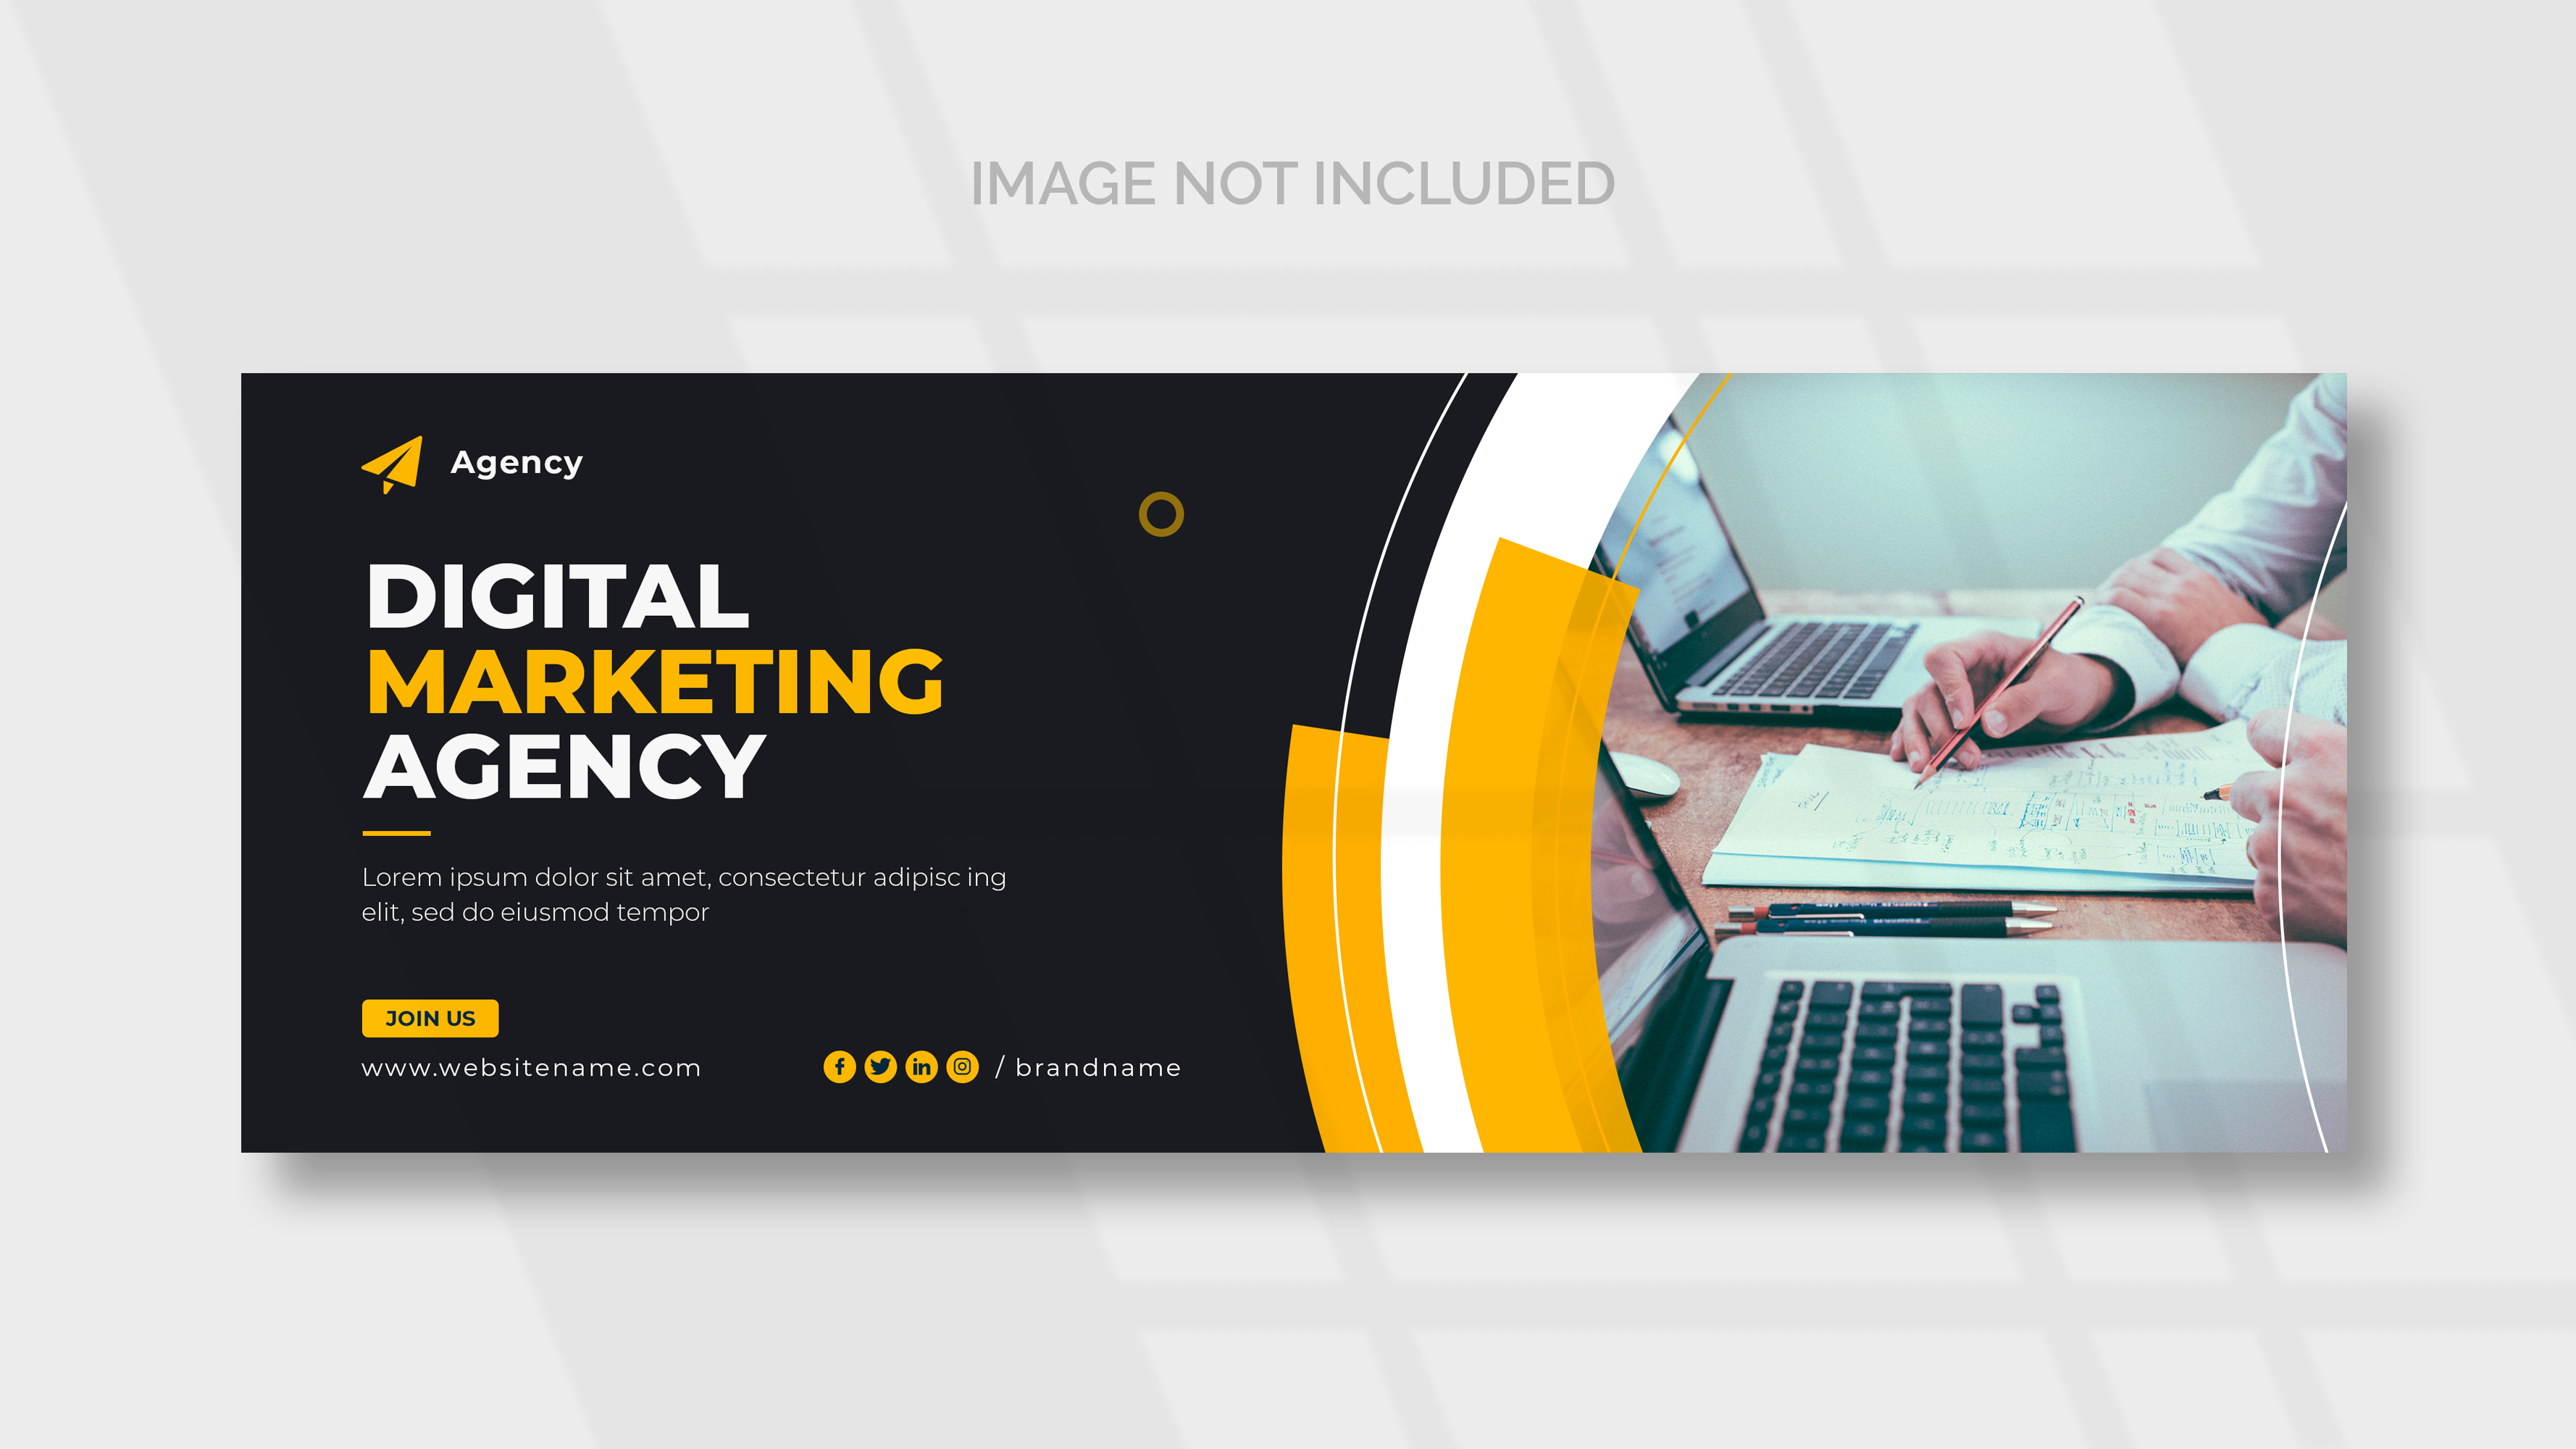 IMAGE NOT INCLUDED
Agency
DIGITAL
MARKETING
AGENCY
Lorem ipsum dolor sit amet, consectetur adipisc ing
elit, sed do eiusmod tempor
JOIN US
www.websitename.com
/ brandname